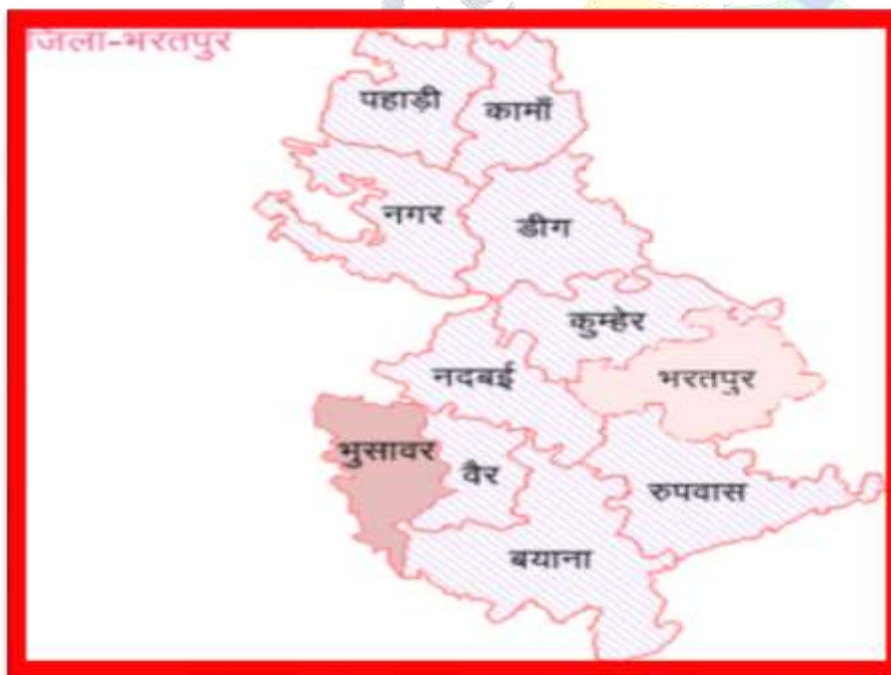 जिला-भरतपुर
पहाड़ी
कामाँ
नगर
डीग
कुम्हेर
नदबई
भरतपुर
भुसावर
वैर
रुपवास
बयाना